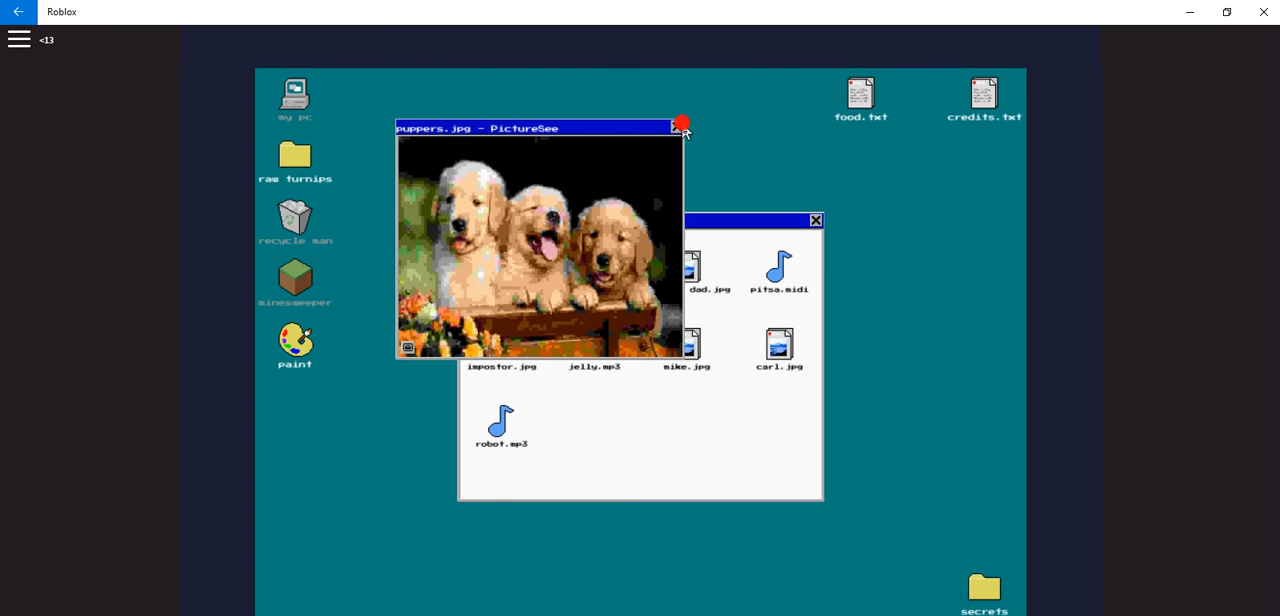 Roblox
<13
my pc
food.txt
credits.txt
puppers.jpg - PictureSee
raw turnips
recycle man
dad.jpg
pitsa.midi
minesweeper
paint
impostor.jpg
jelly.mp3
mike.jpg
carl.jpg
robot.mp3
secrets